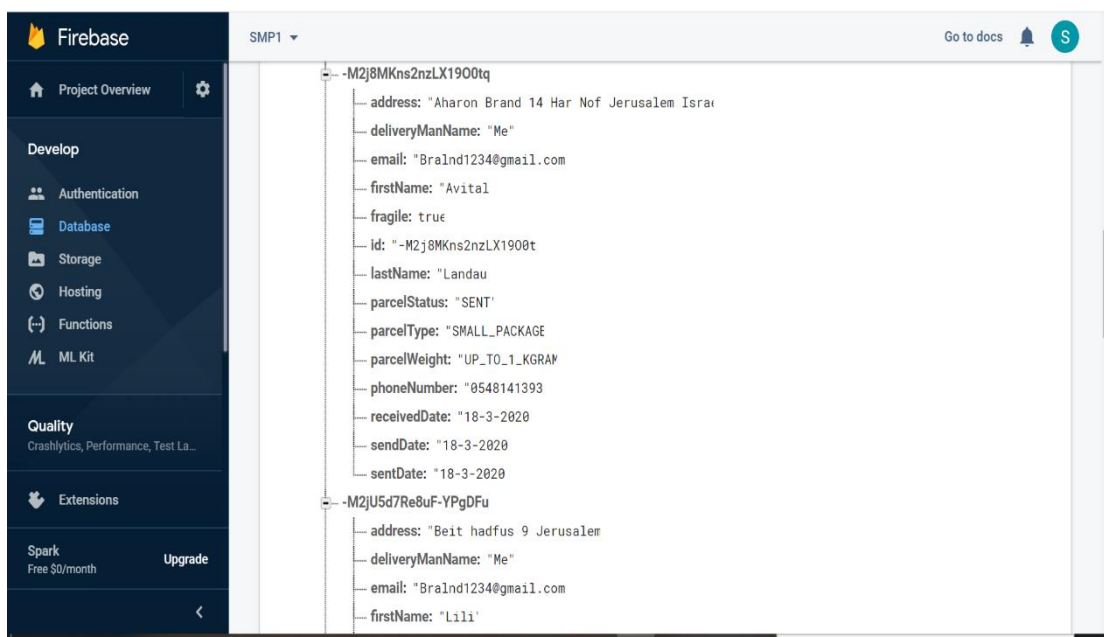 Firebase
SMP1
Go to docs
S
Project Overview
Develop
Authentication
Database
Storage
Hosting
Functions
ML Kit
Quality
Crashlytics, Performance, Test La...
Extensions
Spark
Free $0/month
Upgrade
-M2j8MKns2nzLX19O0tq
address: "Aharon Brand 14 Har Nof Jerusalem Israe
deliveryManName: "Me"
email: "Bralnd1234@gmail.com
firstName: "Avital
fragile: true
id: "-M2j8MKns2nzLX19O0t
lastName: "Landau
parcelStatus: "SENT'
parcelType: "SMALL_PACKAGE
parcelWeight: "UP_TO_1_KGRAM
phoneNumber: "0548141393
receivedDate: "18-3-2020
sendDate: "18-3-2020
sentDate: "18-3-2020
-M2jU5d7Re8uF-YPgDFu
address: "Beit hadfus 9 Jerusalem
deliveryManName: "Me"
email: "Bralnd1234@gmail.com
firstName: "Lili'